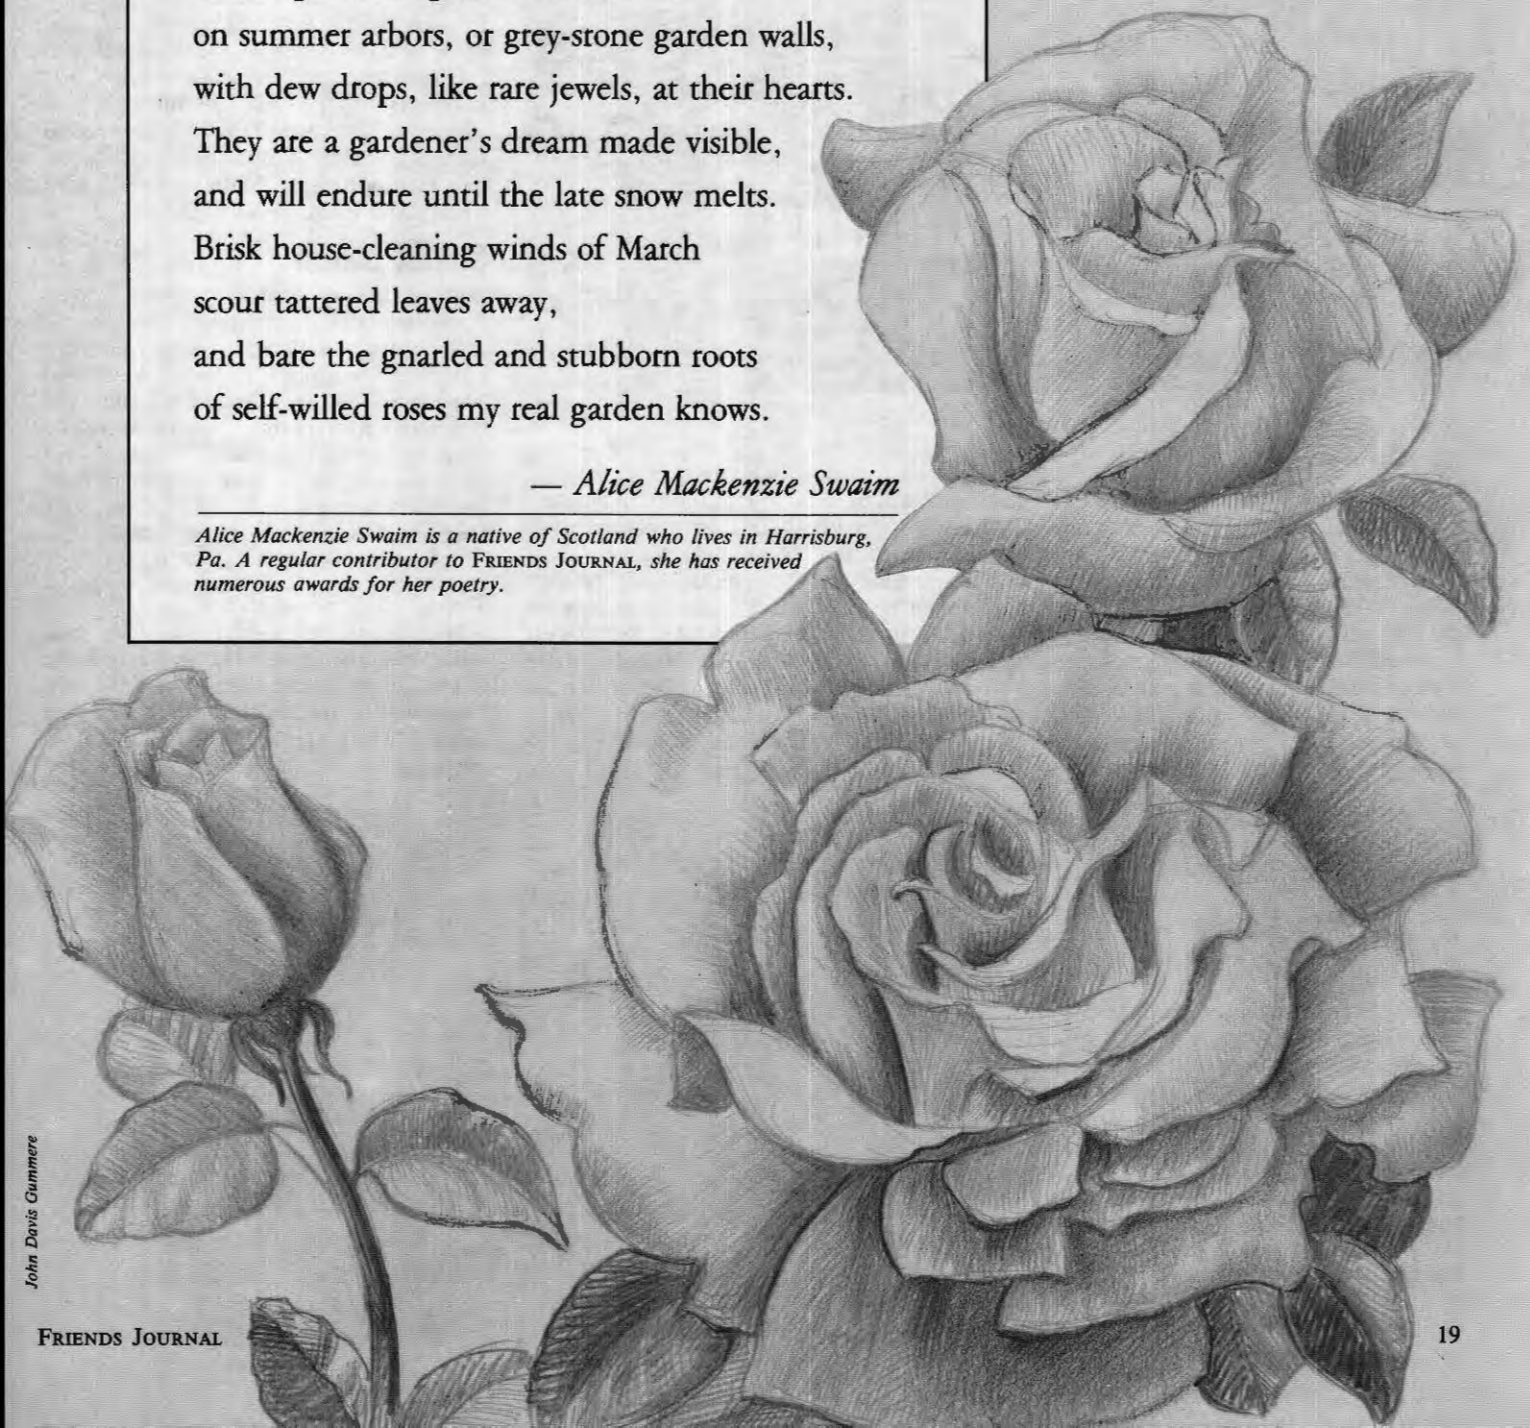 on summer arbors, or grey-stone garden walls,
with dew drops, like rare jewels, at their hearts.
They are a gardener's dream made visible,
and will endure until the late snow melts.
Brisk house-cleaning winds of March
scour tattered leaves away,
and bare the gnarled and stubborn roots
of self-willed roses my real garden knows.
— Alice Mackenzie Swaim
Alice Mackenzie Swaim is a native of Scotland who lives in Harrisburg,
Pa. A regular contributor to FRIENDS JOURNAL, she has received
numerous awards for her poetry.
John Davis Gummere
FRIENDS JOURNAL
19